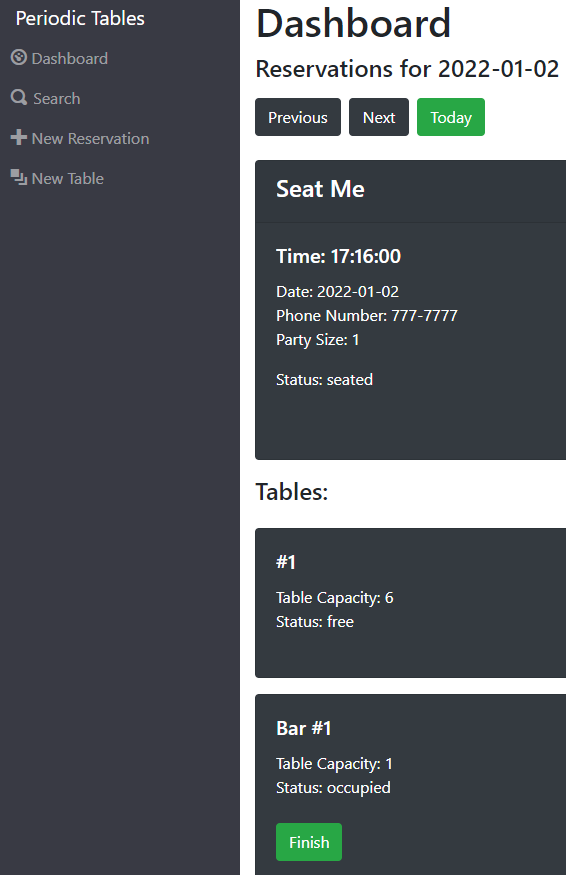 Periodic Tables
Dashboard
Search
New Reservation
New Table
Dashboard
Reservations for 2022-01-02
Previous
Next
Today
Seat Me
Time: 17:16:00
Date: 2022-01-02
Phone Number: 777-7777
Party Size: 1
Status: seated
Tables:
#1
Table Capacity: 6
Status: free
Bar #1
Table Capacity: 1
Status: occupied
Finish